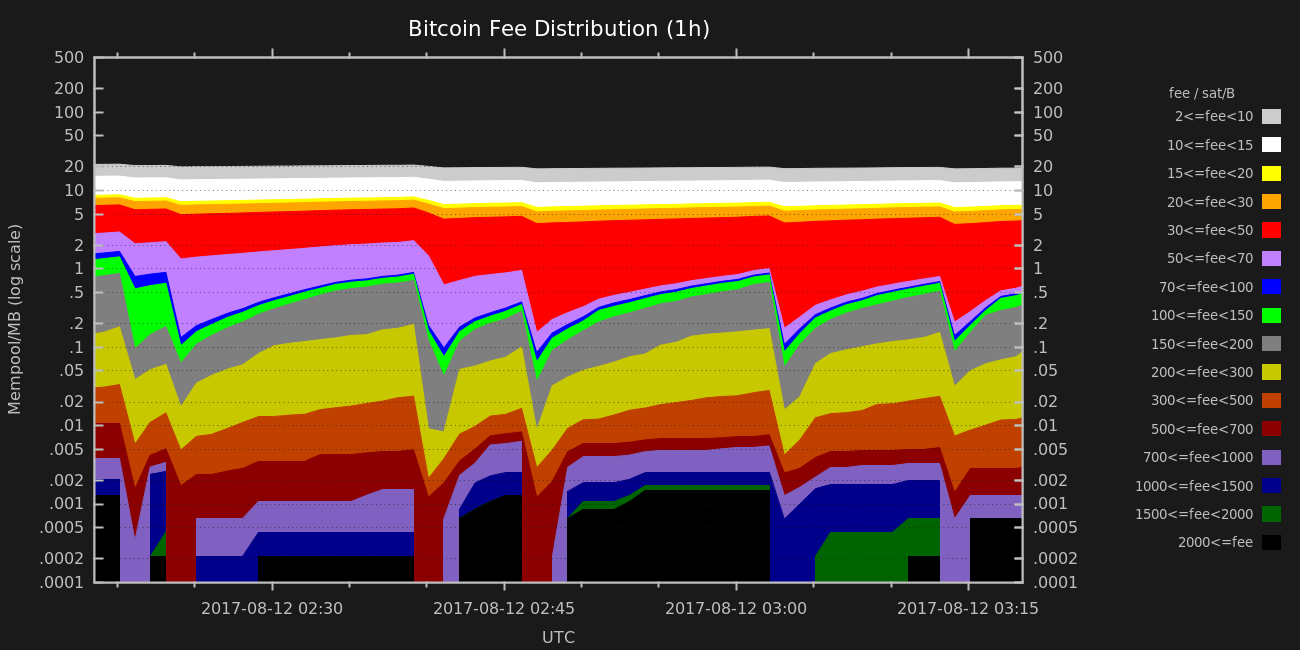 Bitcoin Fee Distribution (1h)
500
200
100
50
20
10
5
2
1
.5
.2
.1
.05
.02
.01
.005
.002
.001
.0005
.0002
.0001
Mempool/MB (log scale)
500
200
100
50
20
10
5
2
1
.5
.2
.1
.05
.02
.01
.005
.002
.001
.0005
.0002
.0001
2017-08-12 02:30
2017-08-12 02:45
2017-08-12 03:00
2017-08-12 03:15
UTC
fee / sat/B
2<=fee<10
10<=fee<15
15<=fee<20
20<=fee<30
30<=fee<50
50<=fee<70
70<=fee<100
100<=fee<150
150<=fee<200
200<=fee<300
300<=fee<500
500<=fee<700
700<=fee<1000
1000<=fee<1500
1500<=fee<2000
2000<=fee